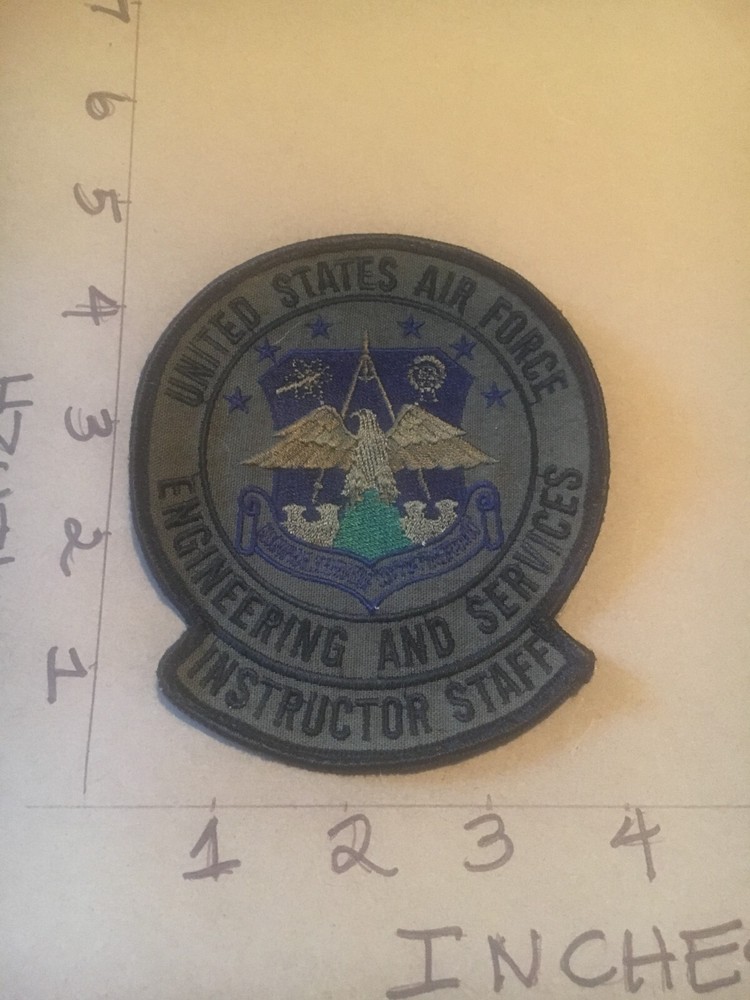 UNITED STATES AIR FORCE
ENGINEERING AND SERVICES
INSTRUCTOR STAFF
7
6
5
4
3
2
1
1 2 3 4
INCHE